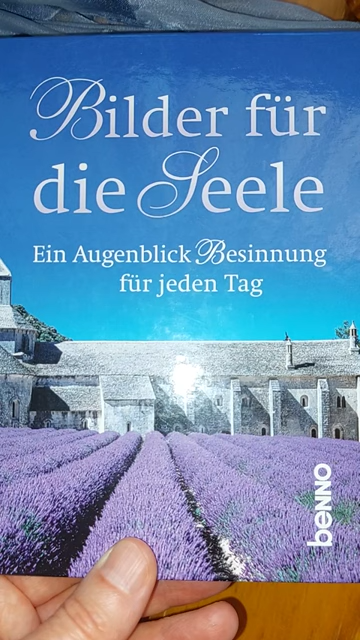 Bilder für
die Seele
Ein Augenblick Besinnung
für jeden Tag
benno